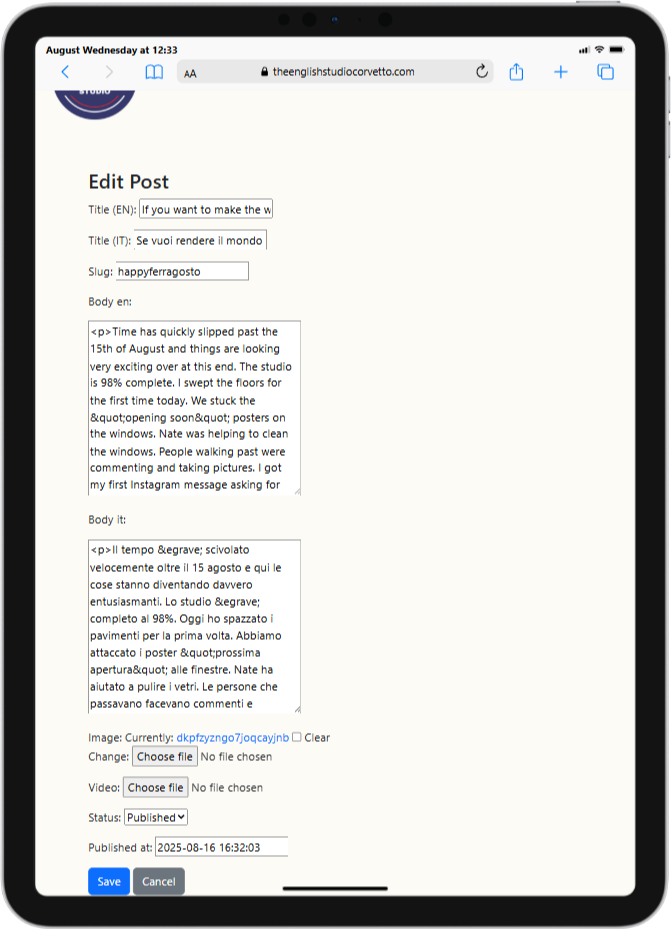 August Wednesday at 12:33
AA
theenglishstudiocorvetto.com
STUDIO
Edit Post
Title (EN): If you want to make the w
Title (IT): Se vuoi rendere il mondo
Slug: happyferragosto
Body en:
<p>Time has quickly slipped past the
15th of August and things are looking
very exciting over at this end. The studio
is 98% complete. I swept the floors for
the first time today. We stuck the
&quot;opening soon&quot; posters on
the windows. Nate was helping to clean
the windows. People walking past were
commenting and taking pictures. I got
my first Instagram message asking for
Body it:
<p>Il tempo &egrave; scivolato
velocemente oltre il 15 agosto e qui le
cose stanno diventando davvero
entusiasmanti. Lo studio &egrave;
completo al 98%. Oggi ho spazzato i
pavimenti per la prima volta. Abbiamo
attaccato i poster &quot;prossima
apertura&quot; alle finestre. Nate ha
aiutato a pulire i vetri. Le persone che
passavano facevano commenti e
Image: Currently: dkpfzyzngo7joqcayjnb Clear
Change: Choose file No file chosen
Video: Choose file No file chosen
Status: Published
Published at: 2025-08-16 16:32:03
Save Cancel